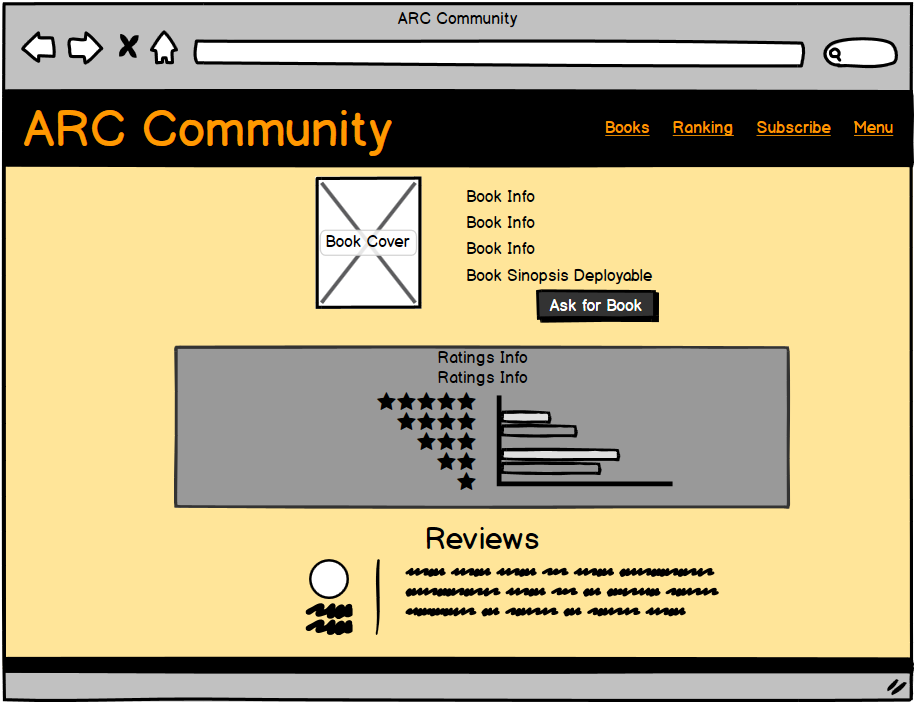 ARC Community
ARC Community
Books Ranking Subscribe Menu
Book Cover
Book Info
Book Info
Book Info
Book Sinopsis Deployable
Ask for Book
Ratings Info
Ratings Info
Reviews